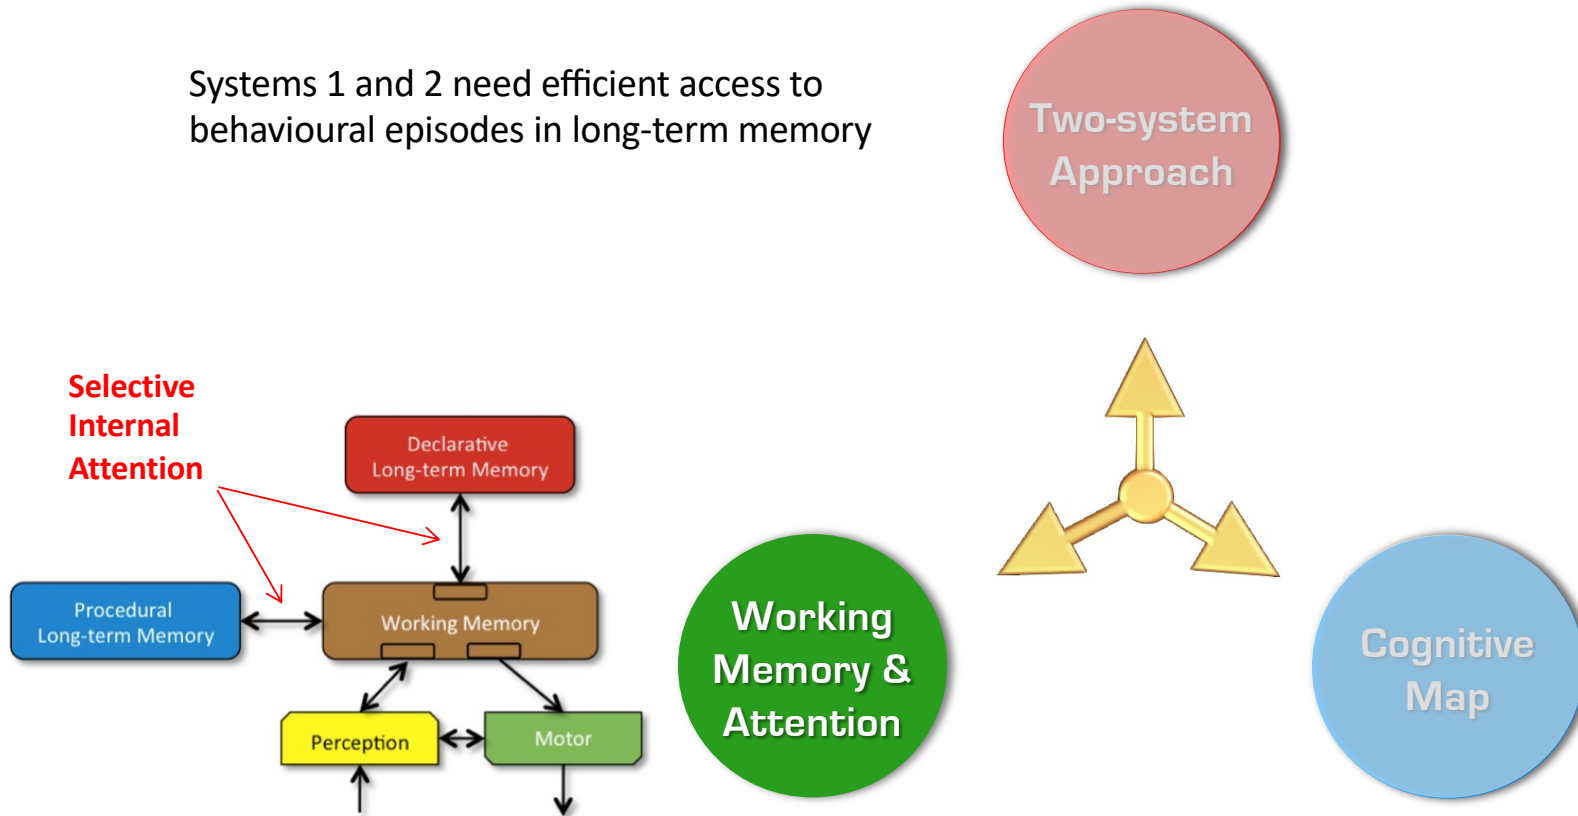 Systems 1 and 2 need efficient access to
behavioural episodes in long-term memory
Two-system
Approach
Selective
Internal
Attention
Declarative
Long-term Memory
Procedural
Long-term Memory
Working Memory
Perception
Motor
Working
Memory &
Attention
Cognitive
Map